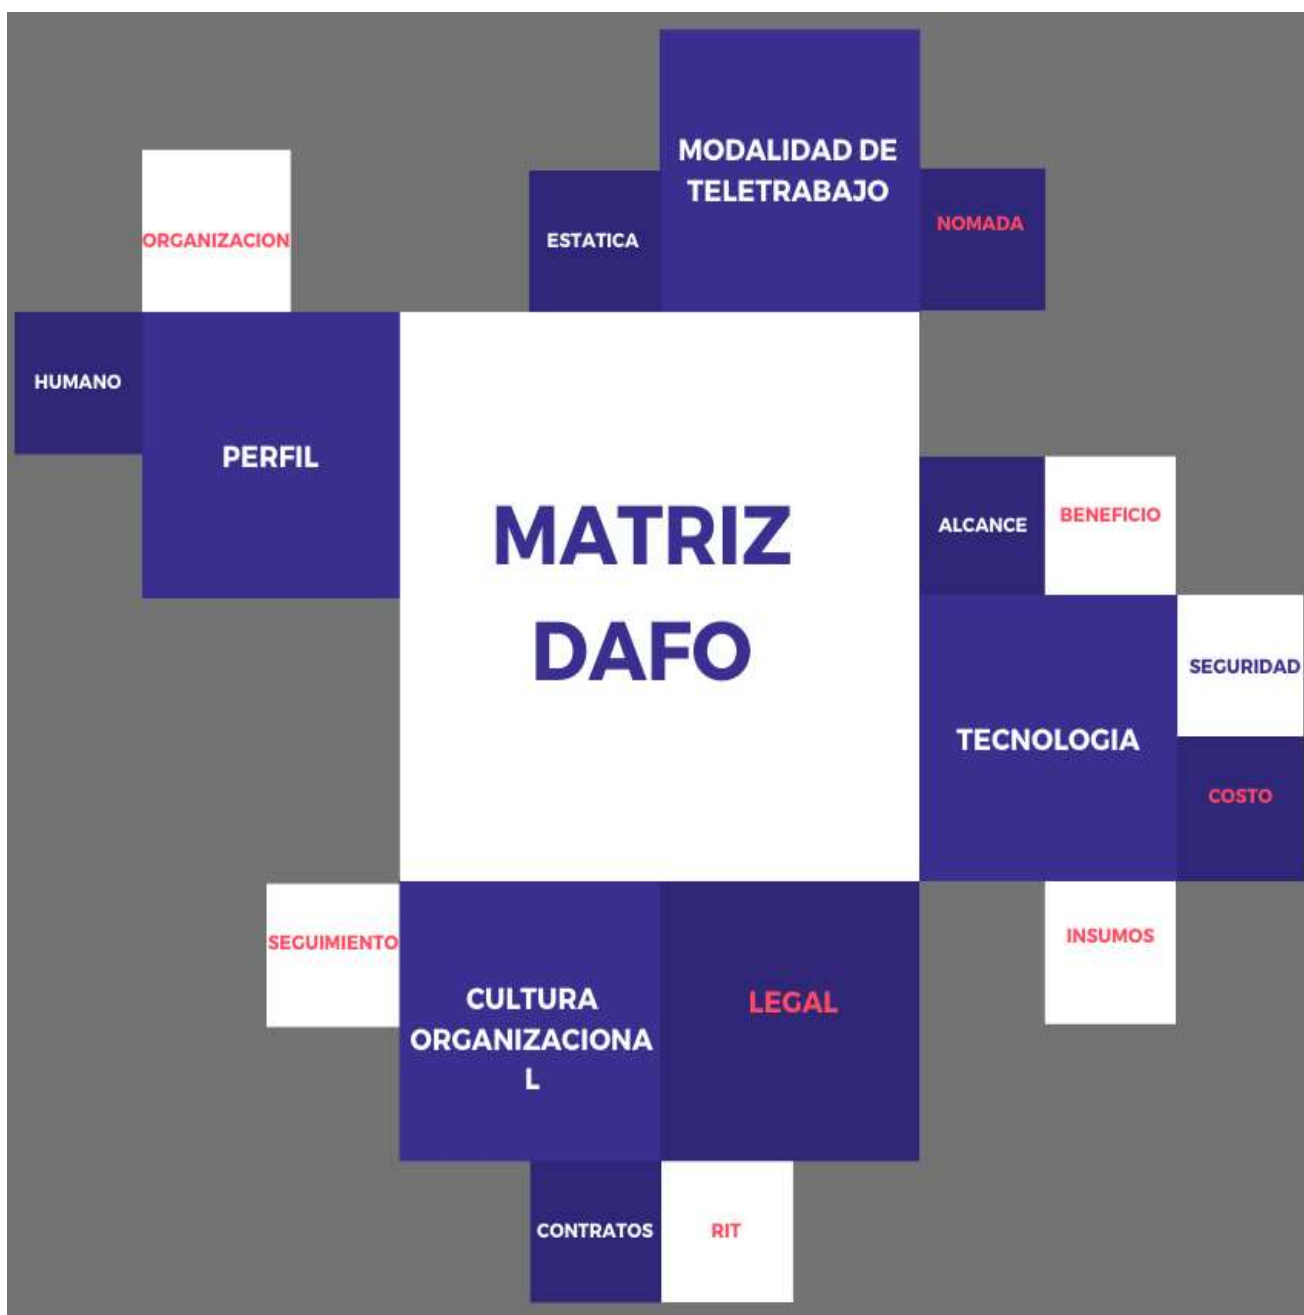 MODALIDAD DE
TELETRABAJO
ESTATICA
NOMADA
ORGANIZACION
HUMANO
PERFIL
MATRIZ
DAFO
ALCANCE
BENEFICIO
SEGURIDAD
TECNOLOGIA
COSTO
INSUMOS
SEGUIMIENTO
CULTURA
ORGANIZACIONA
L
LEGAL
CONTRATOS
RIT